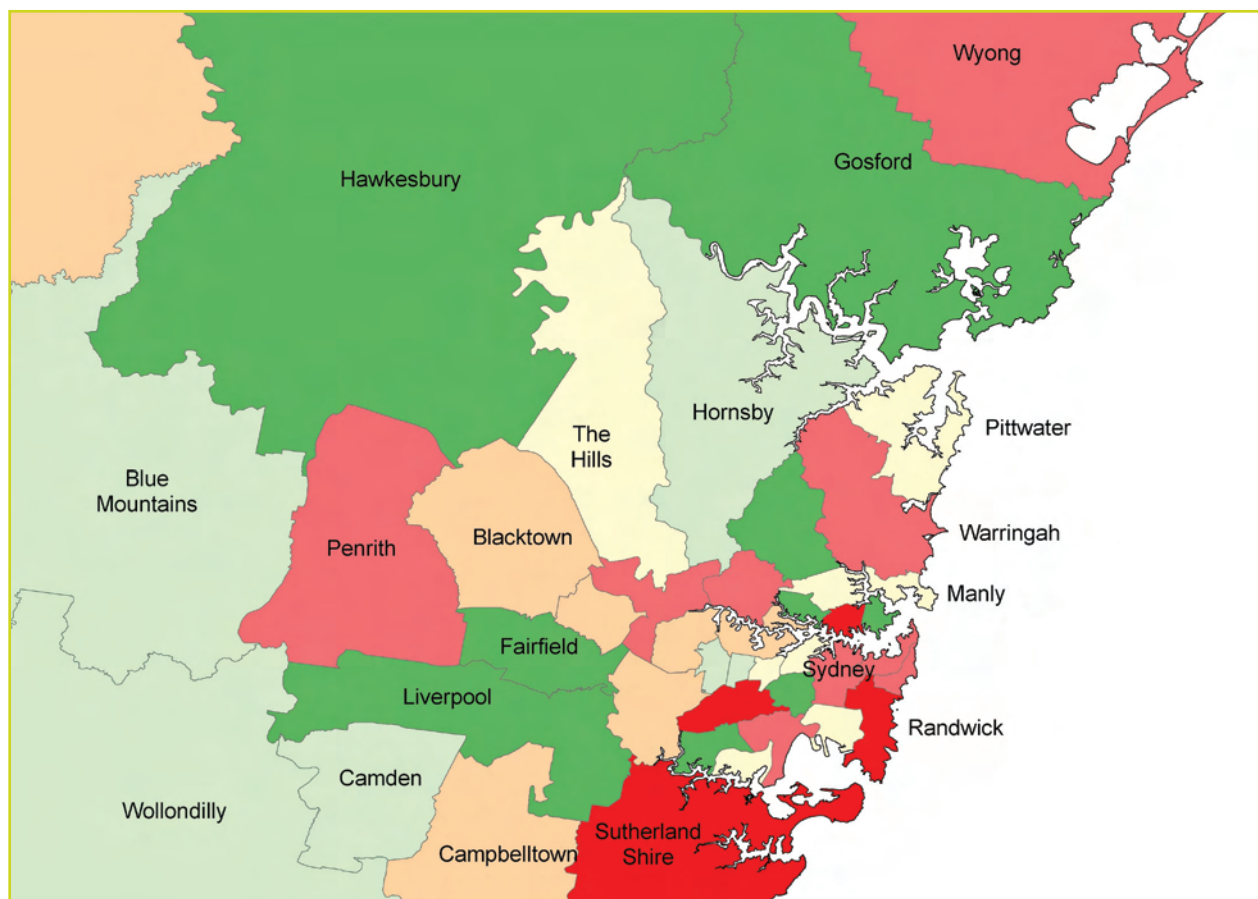 Wyong
Gosford
Hawkesbury
Hornsby
Pittwater
The
Hills
Blue
Mountains
Blacktown
Penrith
Warringah
Manly
Fairfield
Sydney
Liverpool
Randwick
Camden
Wollondilly
Sutherland
Shire
Campbelltown